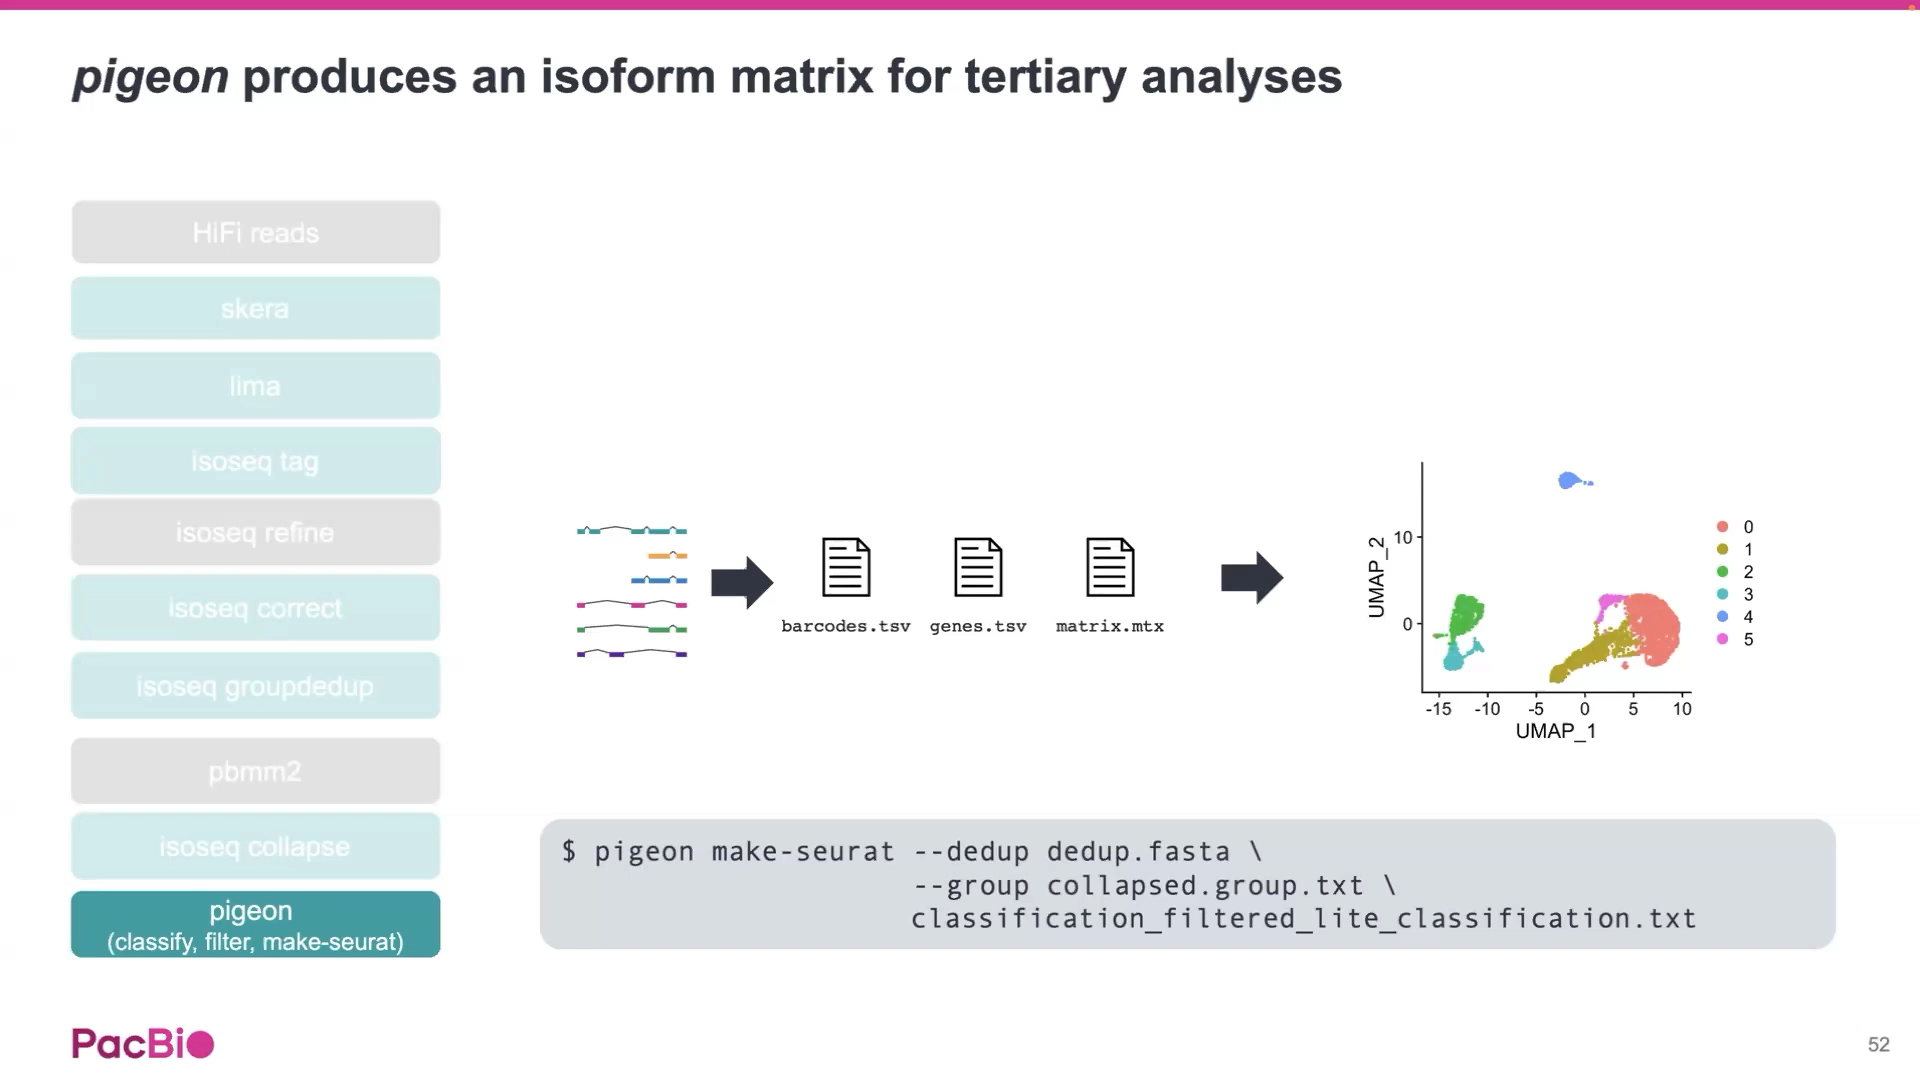 pigeon produces an isoform matrix for tertiary analyses
HiFi reads
skera
lima
isoseq tag
isoseq refine
isoseq correct
isoseq groupdedup
pbmm2
isoseq collapse
pigeon
(classify, filter, make-seurat)
barcodes.tsv genes.tsv matrix.mtx
UMAP_2
10
0
-15 -10 -5 0 5 10
UMAP_1
0
1
2
3
4
5
$ pigeon make-seurat --dedup dedup.fasta \
--group collapsed.group.txt \
classification_filtered_lite_classification.txt
PacBio
52